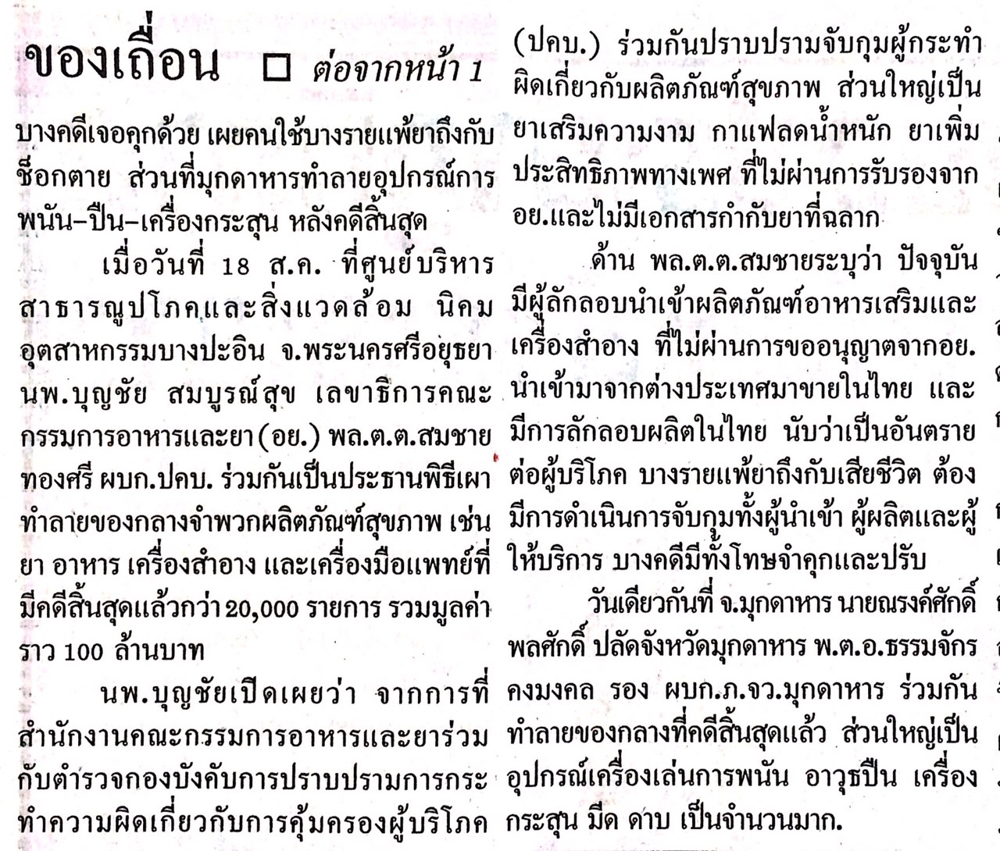 ของเถื่อน □ ต่อจากหน้า 1
บางคดีเจอคุกด้วย เผยคนใช้บางรายแพ้ยาถึงกับ
ช็อกตาย ส่วนที่มุกดาหารทำลายอุปกรณ์การ
พนัน-ปืน-เครื่องกระสุน หลังคดีสิ้นสุด
เมื่อวันที่ 18 ส.ค. ที่ศูนย์บริหาร
สาธารณูปโภคและสิ่งแวดล้อม นิคม
อุตสาหกรรมบางปะอิน จ.พระนครศรีอยุธยา
นพ.บุญชัย สมบูรณ์สุข เลขาธิการคณะ
กรรมการอาหารและยา (อย.) พล.ต.ต.สมชาย
ทองศรี ผบก.ปคบ. ร่วมกันเป็นประธานพิธีเผา
ทำลายของกลางจำพวกผลิตภัณฑ์สุขภาพ เช่น
ยา อาหาร เครื่องสำอาง และเครื่องมือแพทย์ที่
มีคดีสิ้นสุดแล้วกว่า 20,000 รายการ รวมมูลค่า
ราว 100 ล้านบาท
นพ.บุญชัยเปิดเผยว่า จากการที่
สำนักงานคณะกรรมการอาหารและยาร่วม
กับตำรวจกองบังคับการปราบปรามการกระ
ทำความผิดเกี่ยวกับการคุ้มครองผู้บริโภค
(ปคบ.) ร่วมกันปราบปรามจับกุมผู้กระทำ
ผิดเกี่ยวกับผลิตภัณฑ์สุขภาพ ส่วนใหญ่เป็น
ยาเสริมความงาม กาแฟลดน้ำหนัก ยาเพิ่ม
ประสิทธิภาพทางเพศ ที่ไม่ผ่านการรับรองจาก
อย.และไม่มีเอกสารกำกับยาที่ฉลาก
ด้าน พล.ต.ต.สมชายระบุว่า ปัจจุบัน
มีผู้ลักลอบนำเข้าผลิตภัณฑ์อาหารเสริมและ
เครื่องสำอาง ที่ไม่ผ่านการขออนุญาตจากอย.
นำเข้ามาจากต่างประเทศมาขายในไทย และ
มีการลักลอบผลิตในไทย นับว่าเป็นอันตราย
ต่อผู้บริโภค บางรายแพ้ยาถึงกับเสียชีวิต ต้อง
มีการดำเนินการจับกุมทั้งผู้นำเข้า ผู้ผลิตและผู้
ให้บริการ บางคดีมีทั้งโทษจำคุกและปรับ
วันเดียวกันที่ จ.มุกดาหาร นายณรงค์ศักดิ์
พลศักดิ์ ปลัดจังหวัดมุกดาหาร พ.ต.อ.ธรรมจักร
คงมงคล รอง ผบก.ภ.จว.มุกดาหาร ร่วมกัน
ทำลายของกลางที่คดีสิ้นสุดแล้ว ส่วนใหญ่เป็น
อุปกรณ์เครื่องเล่นการพนัน อาวุธปืน เครื่อง
กระสุน มีด ดาบ เป็นจำนวนมาก.